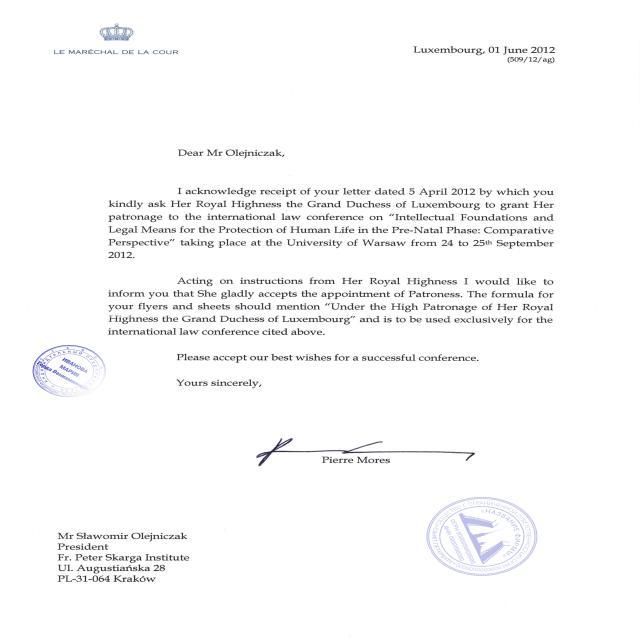 LE MARÉCHAL DE LA COUR
Luxembourg, 01 June 2012
(509/12/ag)
Dear Mr Olejniczak,
I acknowledge receipt of your letter dated 5 April 2012 by which you
kindly ask Her Royal Highness the Grand Duchess of Luxembourg to grant Her
patronage to the international law conference on “Intellectual Foundations and
Legal Means for the Protection of Human Life in the Pre-Natal Phase: Comparative
Perspective” taking place at the University of Warsaw from 24 to 25th September
2012.
Acting on instructions from Her Royal Highness I would like to
inform you that She gladly accepts the appointment of Patroness. The formula for
your flyers and sheets should mention “Under the High Patronage of Her Royal
Highness the Grand Duchess of Luxembourg” and is to be used exclusively for the
international law conference cited above.
Please accept our best wishes for a successful conference.
ИВАНОВА
МАРИЯ
Yours sincerely,
Pierre Mores
«НАЗВАНИЕ ФИРМЫ»
Mr Sławomir Olejniczak
President
Fr. Peter Skarga Institute
Ul. Augustiańska 28
PL-31-064 Kraków